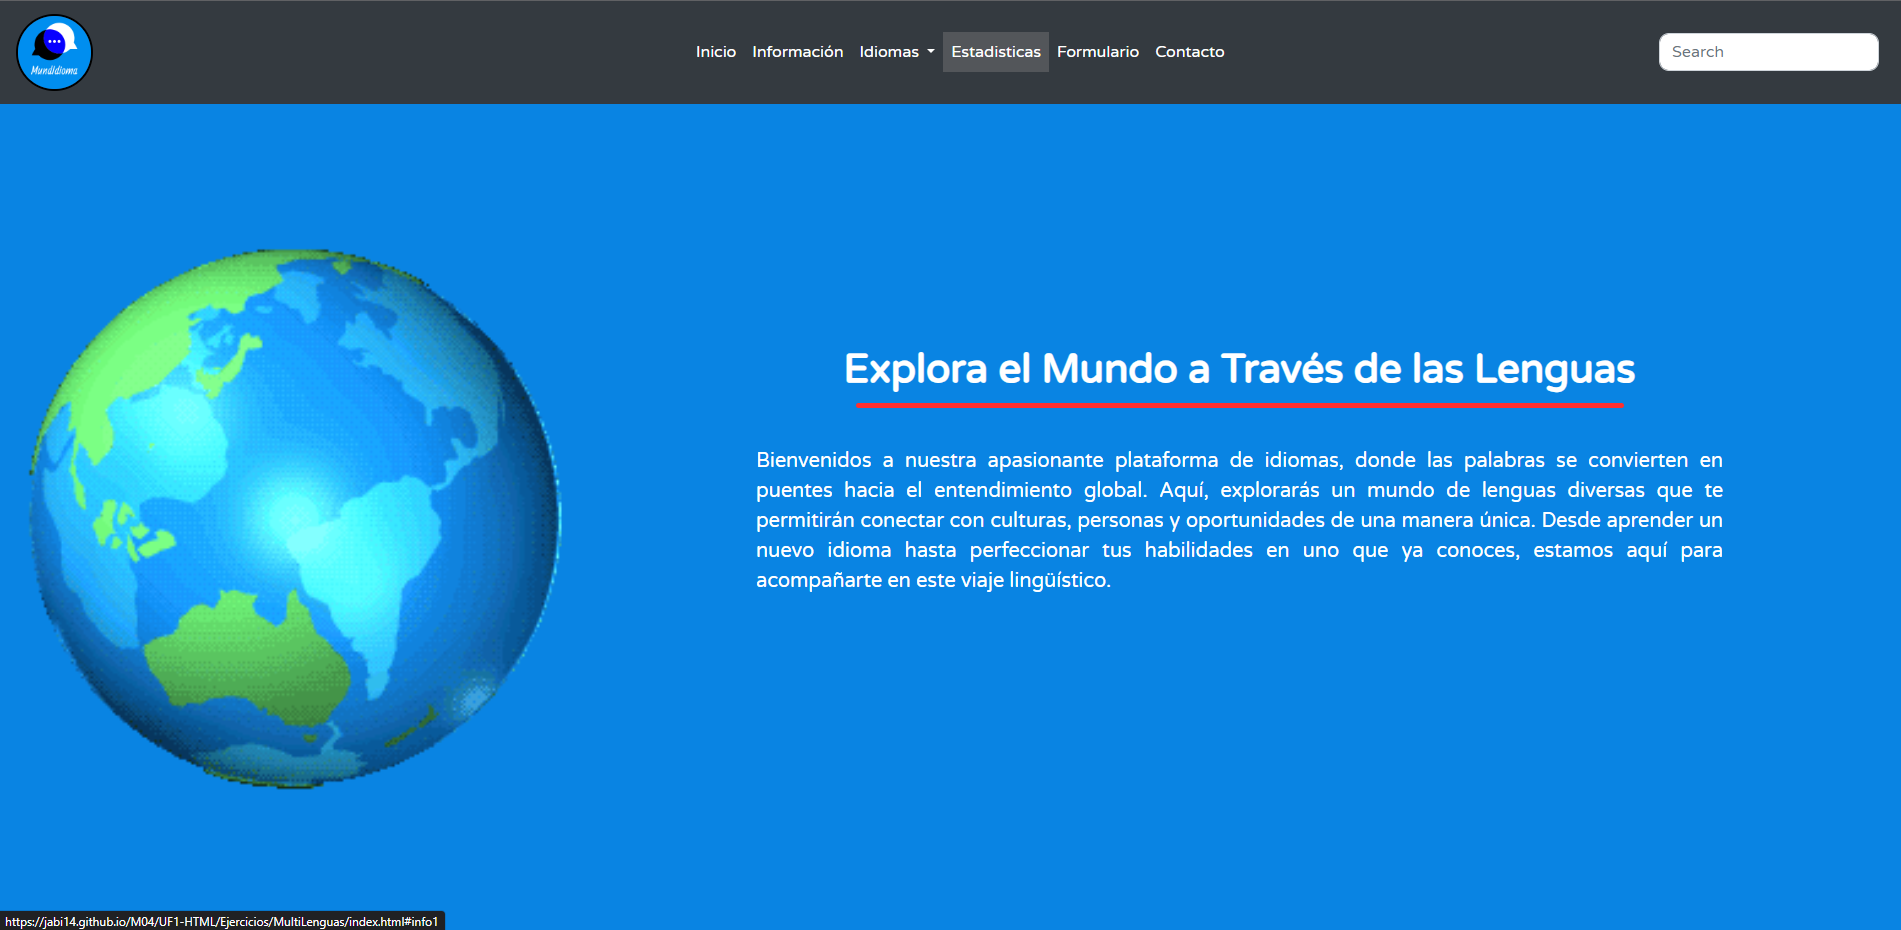 MundIdioma
Inicio Información Idiomas Estadisticas Formulario Contacto
Search
Explora el Mundo a Través de las Lenguas
Bienvenidos a nuestra apasionante plataforma de idiomas, donde las palabras se convierten en
puentes hacia el entendimiento global. Aquí, explorarás un mundo de lenguas diversas que te
permitirán conectar con culturas, personas y oportunidades de una manera única. Desde aprender un
nuevo idioma hasta perfeccionar tus habilidades en uno que ya conoces, estamos aquí para
acompañarte en este viaje lingüístico.
https://jabi14.github.io/M04/UF1-HTML/Ejercicios/MultiLenguas/index.html#info1